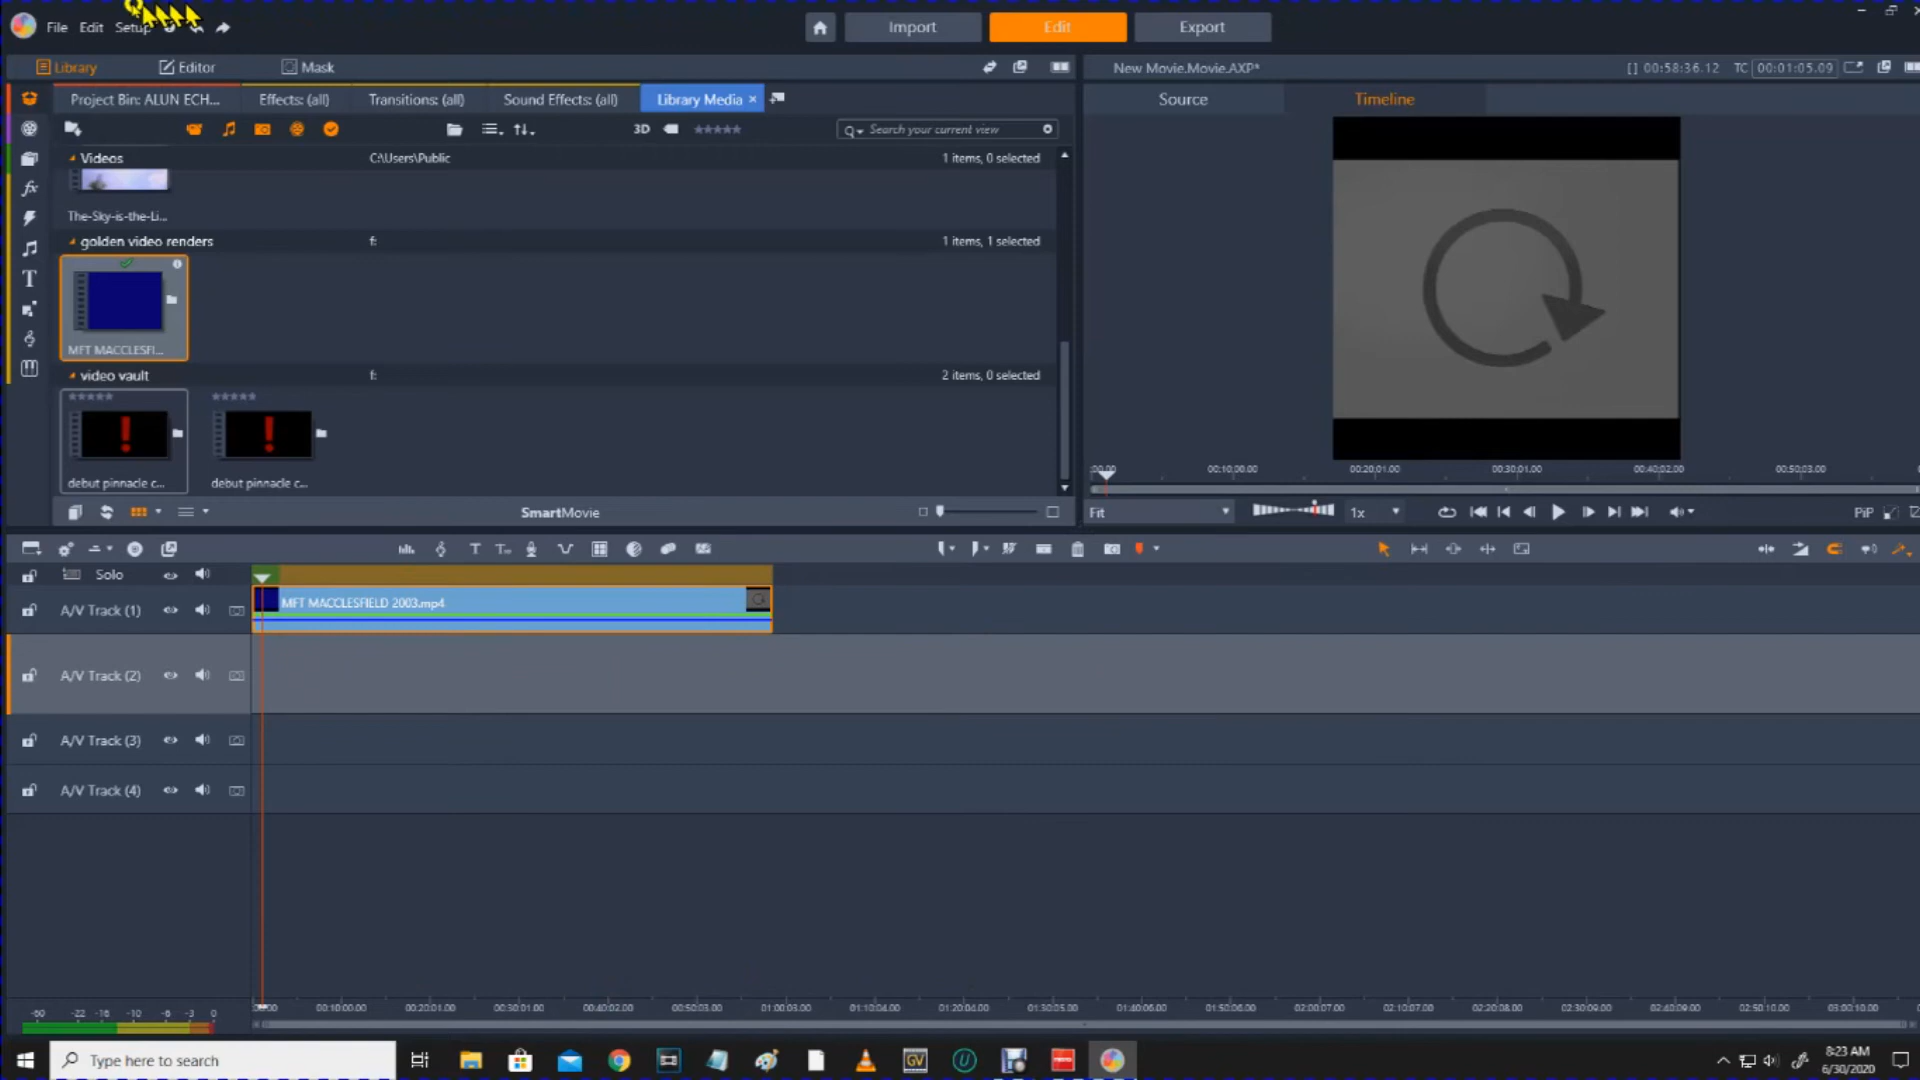 File Edit Setup
Import Edit Export
Library Editor Mask
New Movie.Movie.AXP* [] 00:58:36.12 TC 00:01:05.09
Project Bin: ALUN ECH... Effects: (all) Transitions: (all) Sound Effects: (all) Library Media ×
Source Timeline
3D Search your current view
Videos C:\Users\Public 1 items, 0 selected
The-Sky-is-the-Li...
golden video renders f: 1 items, 1 selected
MFT MACCLESFI...
video vault f: 2 items, 0 selected
debut pinnacle c... debut pinnacle c...
00:10:00.00 00:20:01.00 00:30:01.00 00:40:02.00 00:50:03.00
SmartMovie
Fit 1x PiP
Solo
A/V Track (1) MFT MACCLESFIELD 2003.mp4
A/V Track (2)
A/V Track (3)
A/V Track (4)
00:10:00.00 00:20:01.00 00:30:01.00 00:40:02.00 00:50:03.00 01:00:03.00 01:10:04.00 01:20:04.00 01:30:05.00 01:40:06.00 01:50:06.00 02:00:07.00 02:10:07.00 02:20:08.00 02:30:09.00 02:40:09.00 02:50:10.00 03:00:10.00
-60 -22 -16 -10 -6 -3 0
Type here to search
GV
8:23 AM
6/30/2020